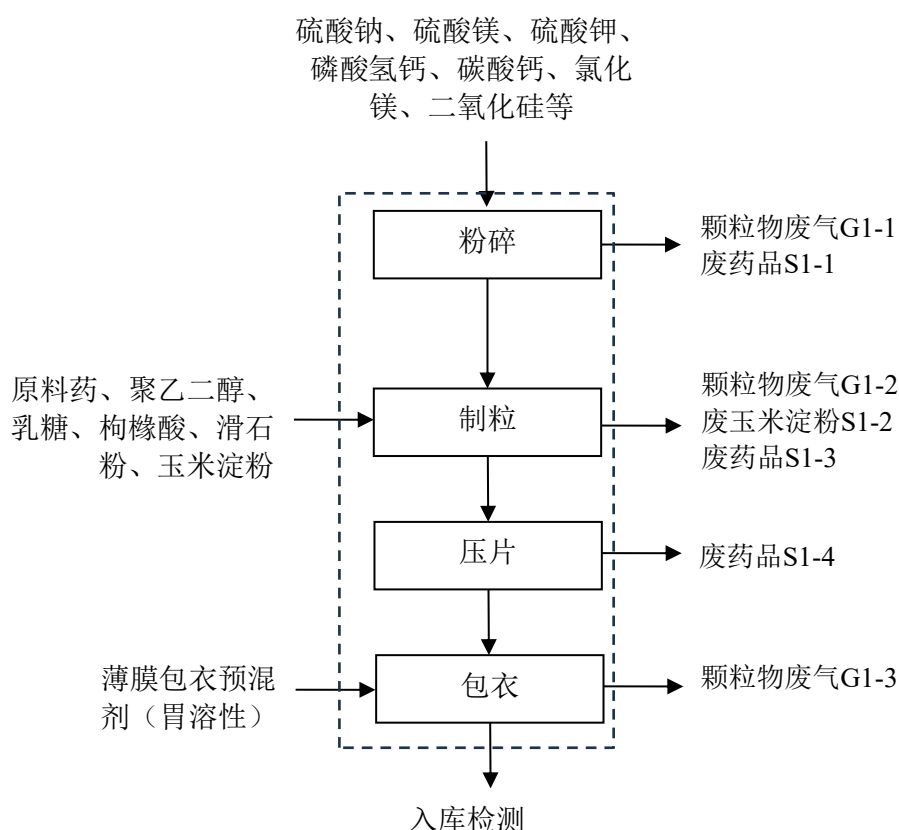 硫酸钠、硫酸镁、硫酸钾、
磷酸氢钙、碳酸钙、氯化
镁、二氧化硅等
粉碎
颗粒物废气G1-1
废药品S1-1
原料药、聚乙二醇、
乳糖、枸橼酸、滑石
粉、玉米淀粉
制粒
颗粒物废气G1-2
废玉米淀粉S1-2
废药品S1-3
压片
废药品S1-4
薄膜包衣预混
剂（胃溶性）
包衣
颗粒物废气G1-3
入库检测